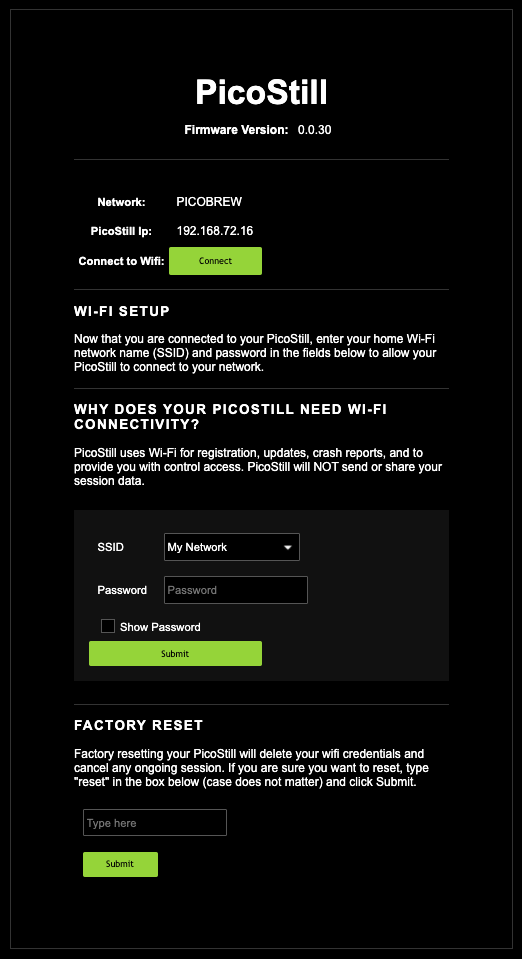 PicoStill
Firmware Version: 0.0.30
Network: PICOBREW
PicoStill Ip: 192.168.72.16
Connect to Wifi: Connect
WI-FI SETUP
Now that you are connected to your PicoStill, enter your home Wi-Fi
network name (SSID) and password in the fields below to allow your
PicoStill to connect to your network.
WHY DOES YOUR PICOSTILL NEED WI-FI
CONNECTIVITY?
PicoStill uses Wi-Fi for registration, updates, crash reports, and to
provide you with control access. PicoStill will NOT send or share your
session data.
SSID My Network
Password Password
Show Password
Submit
FACTORY RESET
Factory resetting your PicoStill will delete your wifi credentials and
cancel any ongoing session. If you are sure you want to reset, type
"reset" in the box below (case does not matter) and click Submit.
Type here
Submit